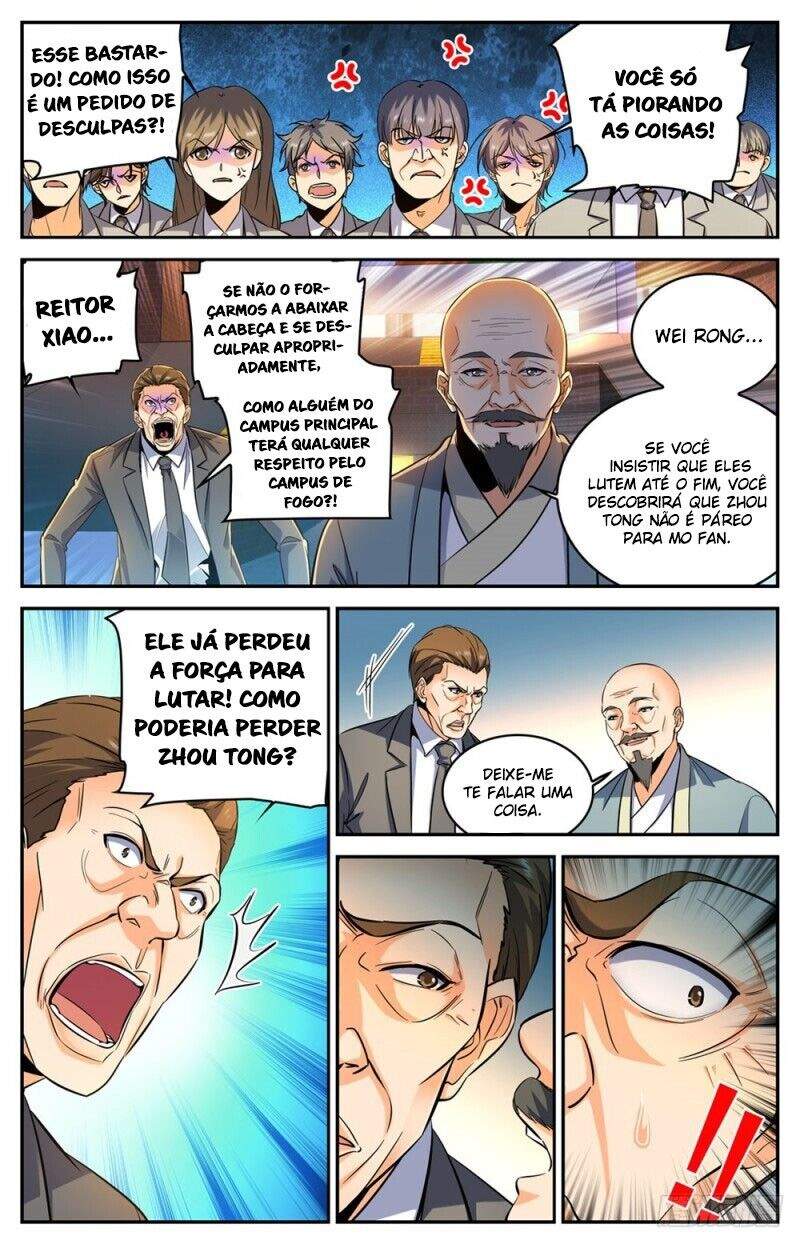 ESSE BASTAR-
DO! COMO ISSO
É UM PEDIDO DE
DESCULPAS?!
VOCÊ SÓ
TÁ PIORANDO
AS COISAS!
REITOR
XIAO...
SE NÃO O FOR-
ÇARMOS A ABAIXAR
A CABEÇA E SE DES-
CULPAR APROPRI-
ADAMENTE,
COMO ALGUÉM DO
CAMPUS PRINCIPAL
TERÁ QUALQUER
RESPEITO PELO
CAMPUS DE
FOGO?!
WEI RONG...
SE VOCÊ
INSISTIR QUE ELES
LUTEM ATÉ O FIM, VOCÊ
DESCOBRIRÁ QUE ZHOU
TONG NÃO É PÁREO
PARA MO FAN.
ELE JÁ PERDEU
A FORÇA PARA
LUTAR! COMO
PODERIA PERDER
ZHOU TONG?
DEIXE-ME
TE FALAR UMA
COISA.
!!